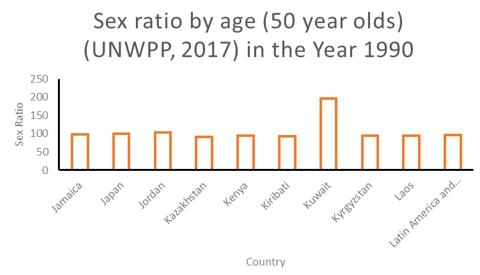 Sex ratio by age (50 year olds)
(UNWPP, 2017) in the Year 1990
250
200
150
100
50
0
Sex Ratio
Jamaica
Japan
Jordan
Kazakhstan
Kenya
Kiribati
Kuwait
Kyrgyzstan
Laos
Latin America and...
Country